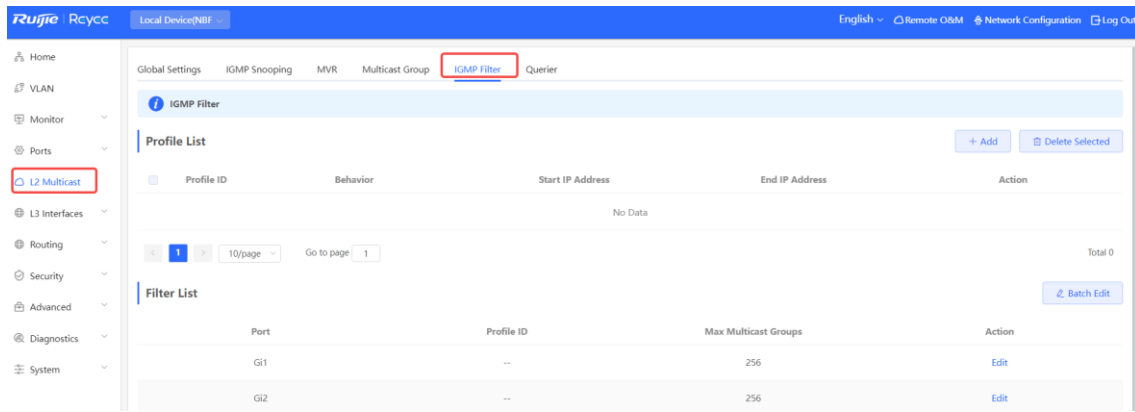 Ruijie | Rcycc Local Device(NBF English Remote O&M Network Configuration Log Out
Home
VLAN
Monitor
Ports
L2 Multicast
L3 Interfaces
Routing
Security
Advanced
Diagnostics
System
Global Settings IGMP Snooping MVR Multicast Group IGMP Filter Querier
i IGMP Filter
Profile List + Add Delete Selected
Profile ID Behavior Start IP Address End IP Address Action
No Data
< 1 > 10/page Go to page 1 Total 0
Filter List Batch Edit
Port Profile ID Max Multicast Groups Action
Gi1 -- 256 Edit
Gi2 -- 256 Edit